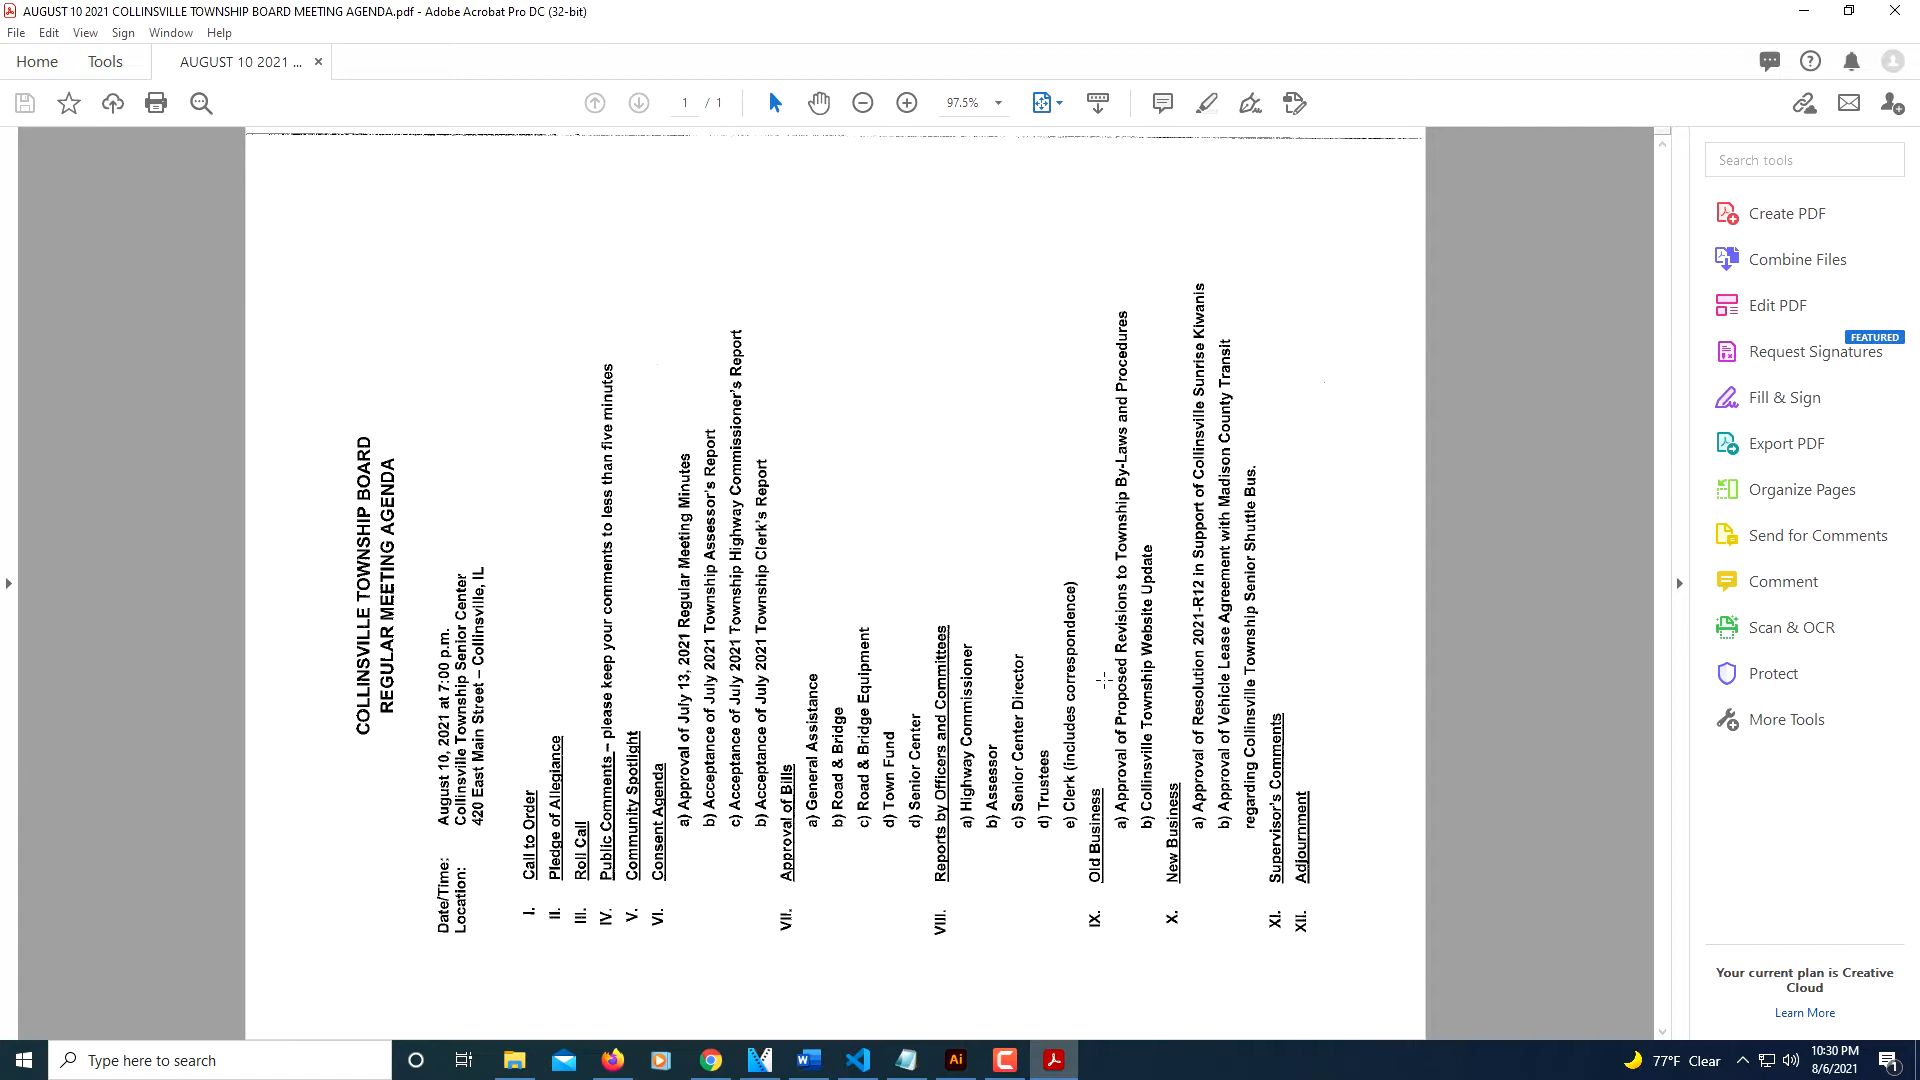 AUGUST 10 2021 COLLINSVILLE TOWNSHIP BOARD MEETING AGENDA.pdf - Adobe Acrobat Pro DC (32-bit)
File Edit View Sign Window Help
Home Tools AUGUST 10 2021 ... ×
1 / 1 97.5%
COLLINSVILLE TOWNSHIP BOARD
REGULAR MEETING AGENDA
Date/Time: August 10, 2021 at 7:00 p.m.
Location: Collinsville Township Senior Center
420 East Main Street – Collinsville, IL
I. Call to Order
II. Pledge of Allegiance
III. Roll Call
IV. Public Comments – please keep your comments to less than five minutes
V. Community Spotlight
VI. Consent Agenda
a) Approval of July 13, 2021 Regular Meeting Minutes
b) Acceptance of July 2021 Township Assessor's Report
c) Acceptance of July 2021 Township Highway Commissioner's Report
b) Acceptance of July 2021 Township Clerk's Report
VII. Approval of Bills
a) General Assistance
b) Road & Bridge
c) Road & Bridge Equipment
d) Town Fund
d) Senior Center
VIII. Reports by Officers and Committees
a) Highway Commissioner
b) Assessor
c) Senior Center Director
d) Trustees
e) Clerk (includes correspondence)
IX. Old Business
a) Approval of Proposed Revisions to Township By-Laws and Procedures
b) Collinsville Township Website Update
X. New Business
a) Approval of Resolution 2021-R12 in Support of Collinsville Sunrise Kiwanis
b) Approval of Vehicle Lease Agreement with Madison County Transit
regarding Collinsville Township Senior Shuttle Bus.
XI. Supervisor's Comments
XII. Adjournment
Search tools
Create PDF
Combine Files
Edit PDF
FEATURED
Request Signatures
Fill & Sign
Export PDF
Organize Pages
Send for Comments
Comment
Scan & OCR
Protect
More Tools
Your current plan is Creative
Cloud
Learn More
Type here to search
Ai
77°F Clear
10:30 PM
8/6/2021
1